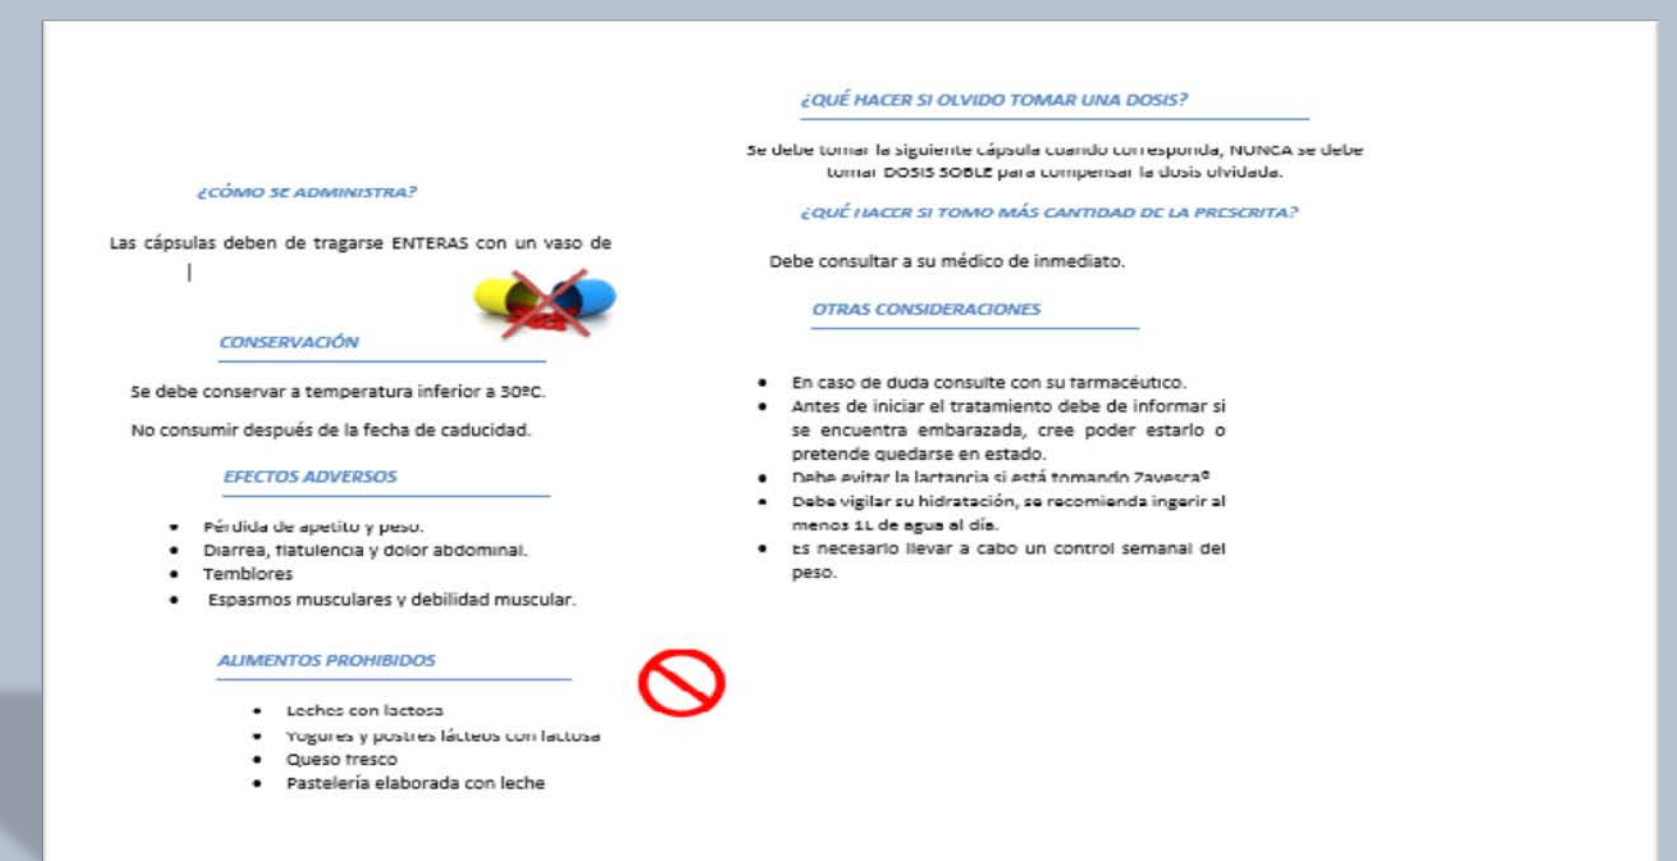 ¿CÓMO SE ADMINISTRA?
Las cápsulas deben de tragarse ENTERAS con un vaso de
CONSERVACIÓN
Se debe conservar a temperatura inferior a 30ºC.
No consumir después de la fecha de caducidad.
EFECTOS ADVERSOS
• Pérdida de apetito y peso.
• Diarrea, flatulencia y dolor abdominal.
• Temblores
• Espasmos musculares y debilidad muscular.
ALIMENTOS PROHIBIDOS
• Leches con lactosa
• Yogures y postres lácteos con lactosa
• Queso fresco
• Pastelería elaborada con leche
¿QUÉ HACER SI OLVIDO TOMAR UNA DOSIS?
Se debe tomar la siguiente cápsula cuando corresponda, NUNCA se debe
tomar DOSIS SOBLE para compensar la dosis olvidada.
¿QUÉ HACER SI TOMO MÁS CANTIDAD DE LA PRESCRITA?
Debe consultar a su médico de inmediato.
OTRAS CONSIDERACIONES
• En caso de duda consulte con su farmacéutico.
• Antes de iniciar el tratamiento debe de informar si
se encuentra embarazada, cree poder estarlo o
pretende quedarse en estado.
• Debe evitar la lactancia si está tomando Zavesca®
• Debe vigilar su hidratación, se recomienda ingerir al
menos 1L de agua al día.
• Es necesario llevar a cabo un control semanal del
peso.